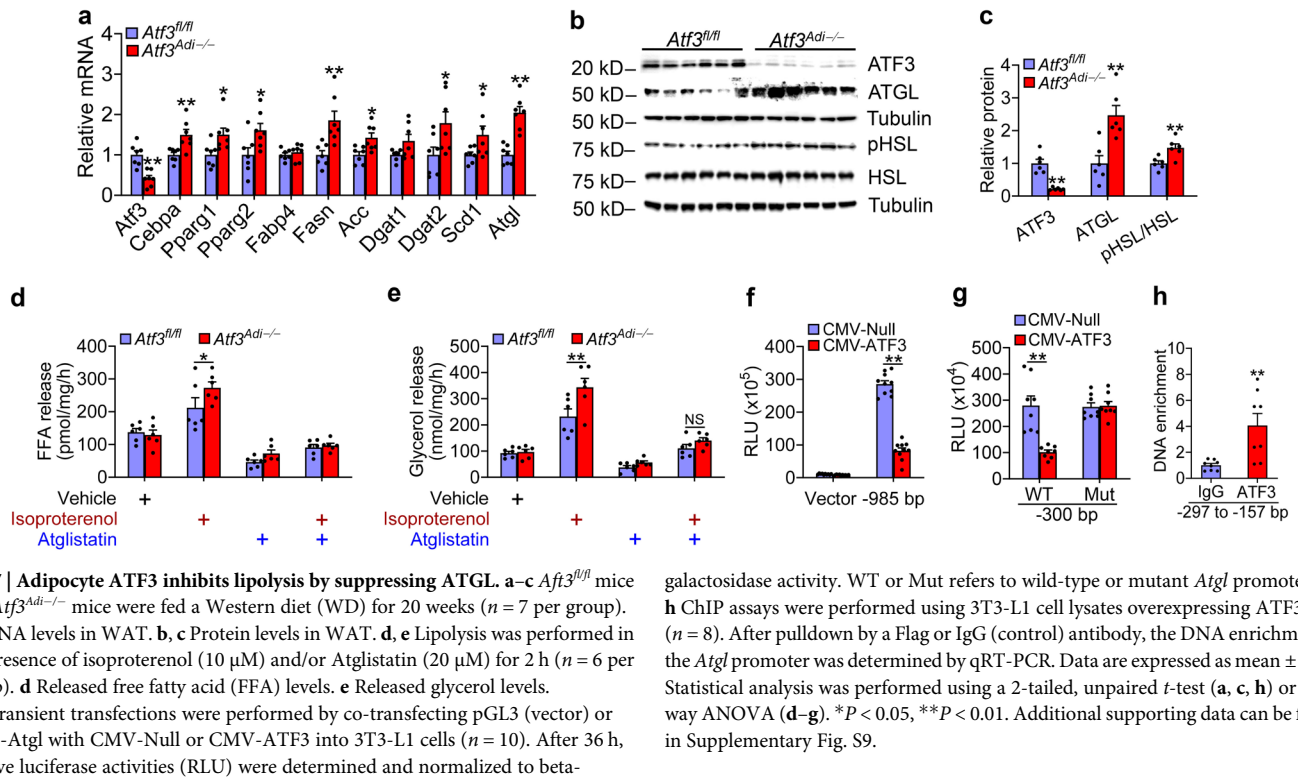 a
Atf3fl/fl
Atf3Adi−/−
Relative mRNA
4
3
2
1
0
**
**
*
*
**
*
*
*
**
Atf3
Cebpa
Pparg1
Pparg2
Fabp4
Fasn
Acc
Dgat1
Dgat2
Scd1
Atgl
b
Atf3fl/fl
Atf3Adi−/−
20 kD
ATF3
50 kD
ATGL
50 kD
Tubulin
75 kD
pHSL
75 kD
HSL
50 kD
Tubulin
c
Atf3fl/fl
Atf3Adi−/−
Relative protein
4
3
2
1
0
**
**
**
ATF3
ATGL
pHSL/HSL
d
Atf3fl/fl
Atf3Adi−/−
FFA release
(pmol/mg/h)
400
300
200
100
0
*
Vehicle +
Isoproterenol + +
Atglistatin + +
e
Atf3fl/fl
Atf3Adi−/−
Glycerol release
(nmol/mg/h)
500
400
300
200
100
0
**
NS
+
+ +
+ +
f
CMV-Null
CMV-ATF3
RLU (x10⁵)
400
300
200
100
0
**
Vector -985 bp
g
CMV-Null
CMV-ATF3
RLU (x10⁴)
500
400
300
200
100
0
**
WT Mut
-300 bp
h
DNA enrichment
10
8
6
4
2
0
**
IgG ATF3
-297 to -157 bp
| Adipocyte ATF3 inhibits lipolysis by suppressing ATGL. a–c Aft3fl/fl mice
Atf3Adi−/− mice were fed a Western diet (WD) for 20 weeks (n = 7 per group).
NA levels in WAT. b, c Protein levels in WAT. d, e Lipolysis was performed in
resence of isoproterenol (10 μM) and/or Atglistatin (20 μM) for 2 h (n = 6 per
). d Released free fatty acid (FFA) levels. e Released glycerol levels.
ransient transfections were performed by co-transfecting pGL3 (vector) or
-Atgl with CMV-Null or CMV-ATF3 into 3T3-L1 cells (n = 10). After 36 h,
ve luciferase activities (RLU) were determined and normalized to beta-
galactosidase activity. WT or Mut refers to wild-type or mutant Atgl promote
h ChIP assays were performed using 3T3-L1 cell lysates overexpressing ATF3
(n = 8). After pulldown by a Flag or IgG (control) antibody, the DNA enrichm
the Atgl promoter was determined by qRT-PCR. Data are expressed as mean ±
Statistical analysis was performed using a 2-tailed, unpaired t-test (a, c, h) or
way ANOVA (d–g). *P < 0.05, **P < 0.01. Additional supporting data can be f
in Supplementary Fig. S9.